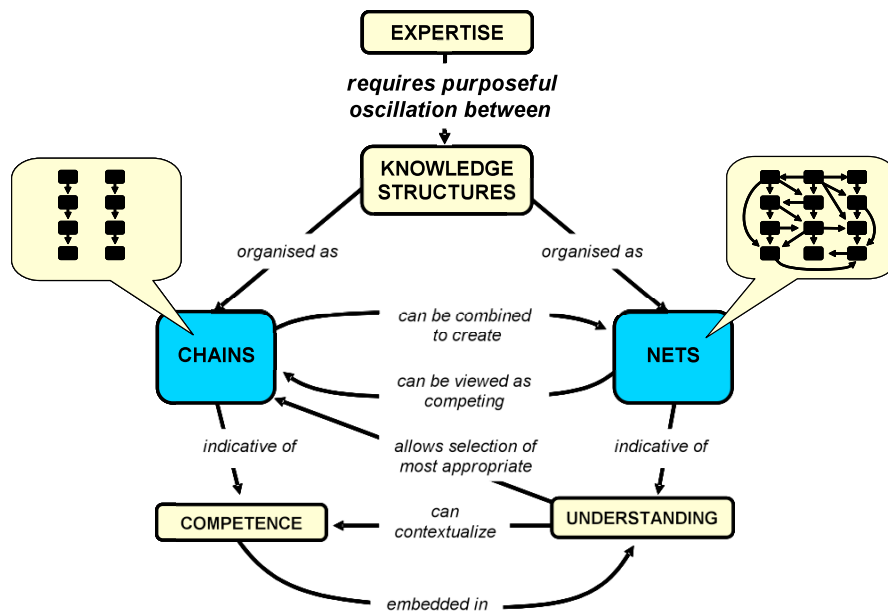 EXPERTISE
requires purposeful
oscillation between
KNOWLEDGE
STRUCTURES
organised as
organised as
can be combined
to create
CHAINS
NETS
can be viewed as
competing
indicative of
allows selection of
most appropriate
indicative of
COMPETENCE
can
contextualize
UNDERSTANDING
embedded in